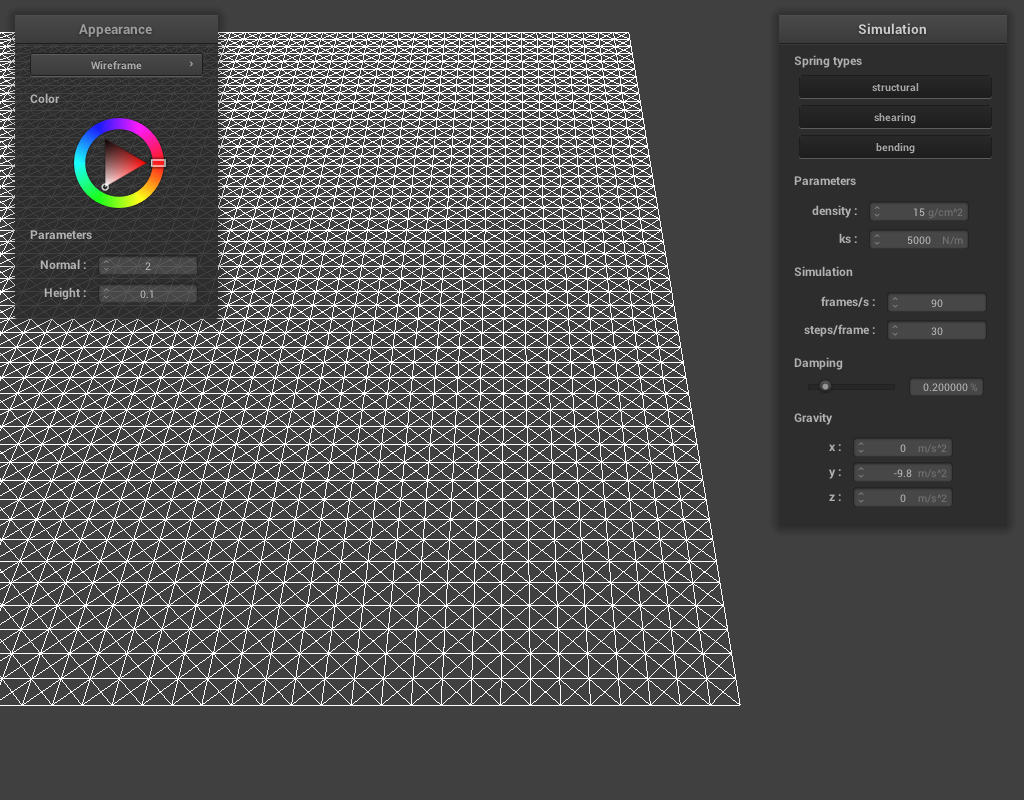 Appearance
Wireframe ›
Color
Parameters
Normal : 2
Height : 0.1
Simulation
Spring types
structural
shearing
bending
Parameters
density : 15 g/cm^2
ks : 5000 N/m
Simulation
frames/s : 90
steps/frame : 30
Damping
0.200000 %
Gravity
x : 0 m/s^2
y : -9.8 m/s^2
z : 0 m/s^2